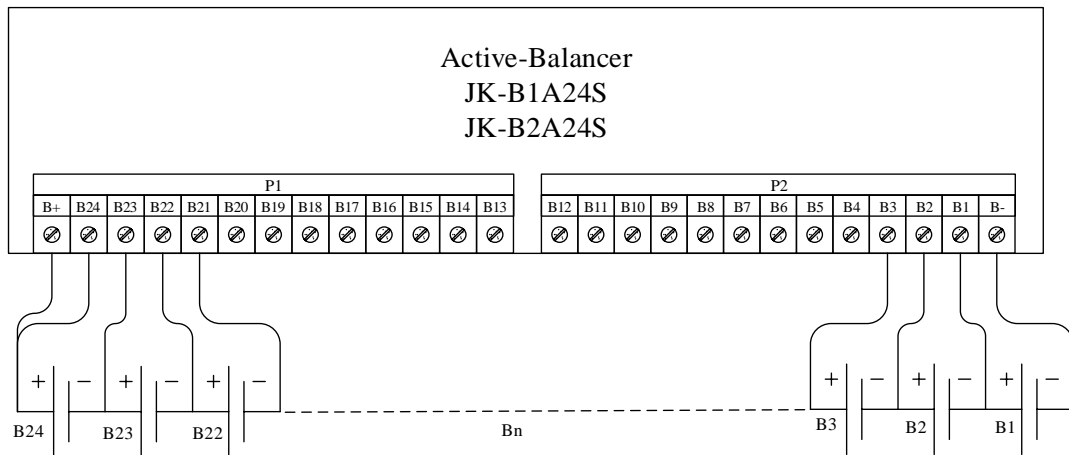 Active-Balancer
JK-B1A24S
JK-B2A24S
P1 P2
B+ B24 B23 B22 B21 B20 B19 B18 B17 B16 B15 B14 B13 B12 B11 B10 B9 B8 B7 B6 B5 B4 B3 B2 B1 B-
+ − + − + − + − + − + −
B24 B23 B22 Bn B3 B2 B1